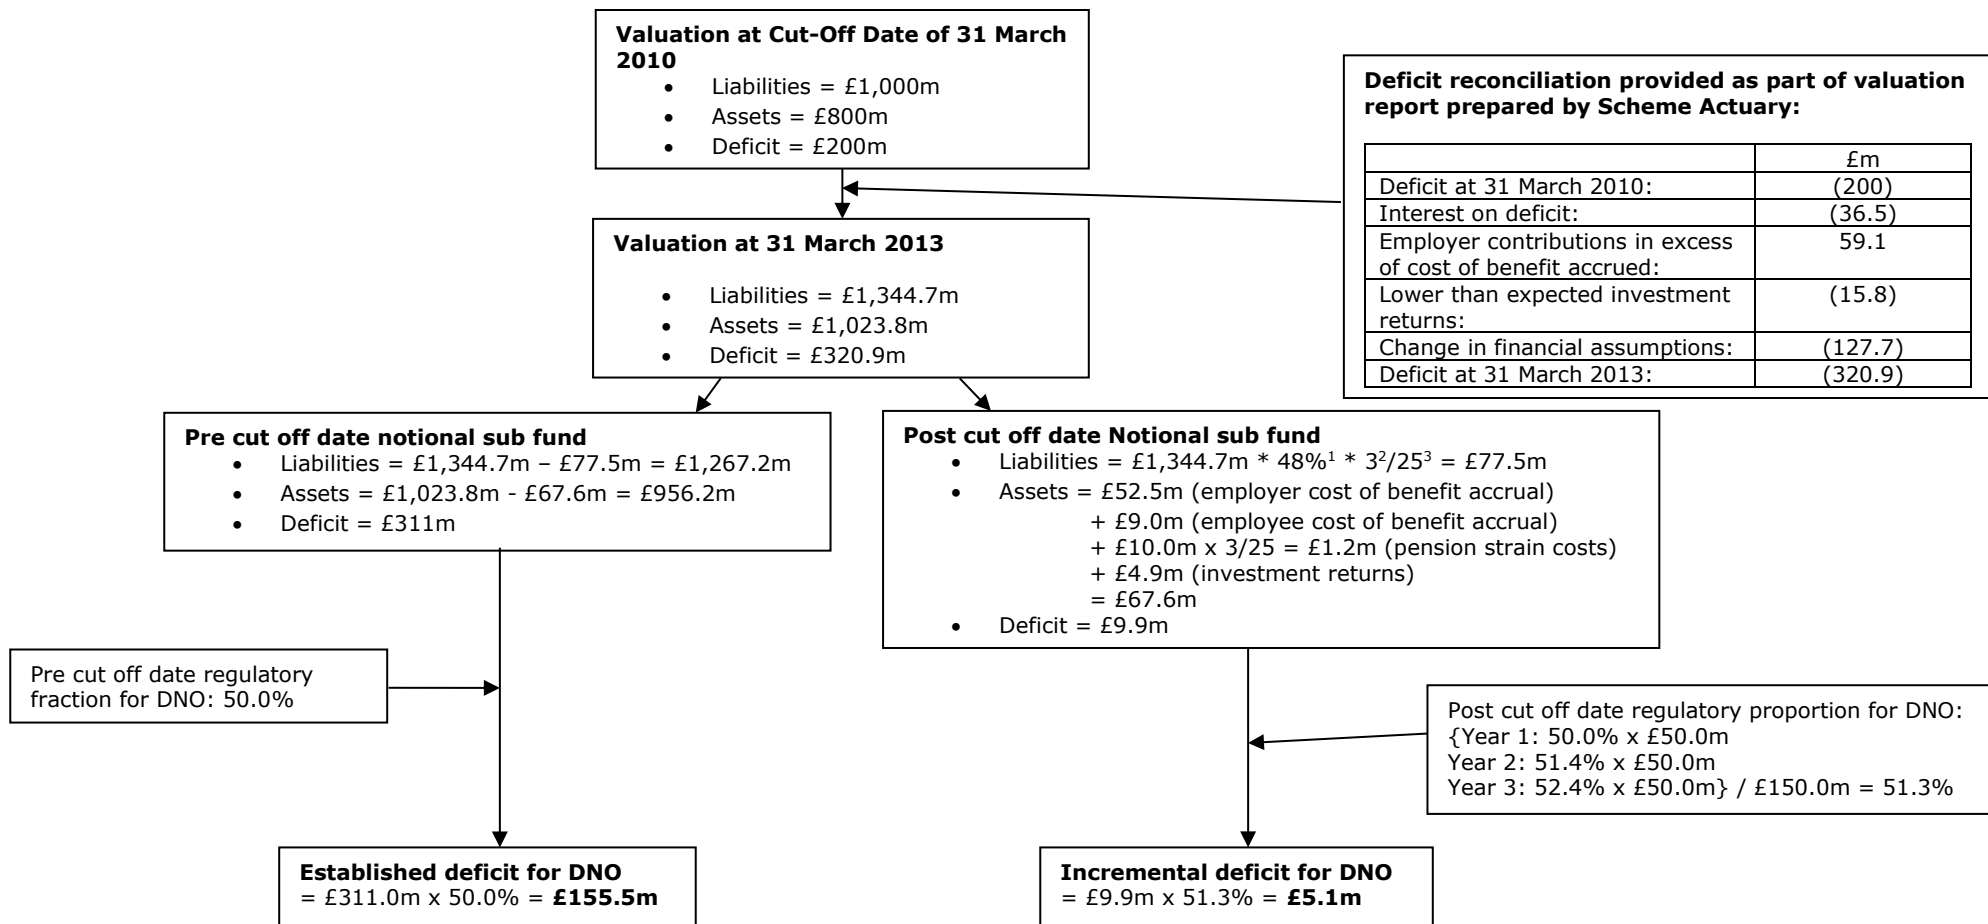 Valuation at Cut-Off Date of 31 March
2010
• Liabilities = £1,000m
• Assets = £800m
• Deficit = £200m
Deficit reconciliation provided as part of valuation
report prepared by Scheme Actuary:
£m
Deficit at 31 March 2010: (200)
Interest on deficit: (36.5)
Employer contributions in excess 59.1
of cost of benefit accrued:
Lower than expected investment (15.8)
returns:
Change in financial assumptions: (127.7)
Deficit at 31 March 2013: (320.9)
Valuation at 31 March 2013
• Liabilities = £1,344.7m
• Assets = £1,023.8m
• Deficit = £320.9m
Pre cut off date notional sub fund
• Liabilities = £1,344.7m – £77.5m = £1,267.2m
• Assets = £1,023.8m - £67.6m = £956.2m
• Deficit = £311m
Post cut off date Notional sub fund
• Liabilities = £1,344.7m * 48%¹ * 3²/25³ = £77.5m
• Assets = £52.5m (employer cost of benefit accrual)
+ £9.0m (employee cost of benefit accrual)
+ £10.0m x 3/25 = £1.2m (pension strain costs)
+ £4.9m (investment returns)
= £67.6m
• Deficit = £9.9m
Pre cut off date regulatory
fraction for DNO: 50.0%
Post cut off date regulatory proportion for DNO:
{Year 1: 50.0% x £50.0m
Year 2: 51.4% x £50.0m
Year 3: 52.4% x £50.0m} / £150.0m = 51.3%
Established deficit for DNO
= £311.0m x 50.0% = £155.5m
Incremental deficit for DNO
= £9.9m x 51.3% = £5.1m